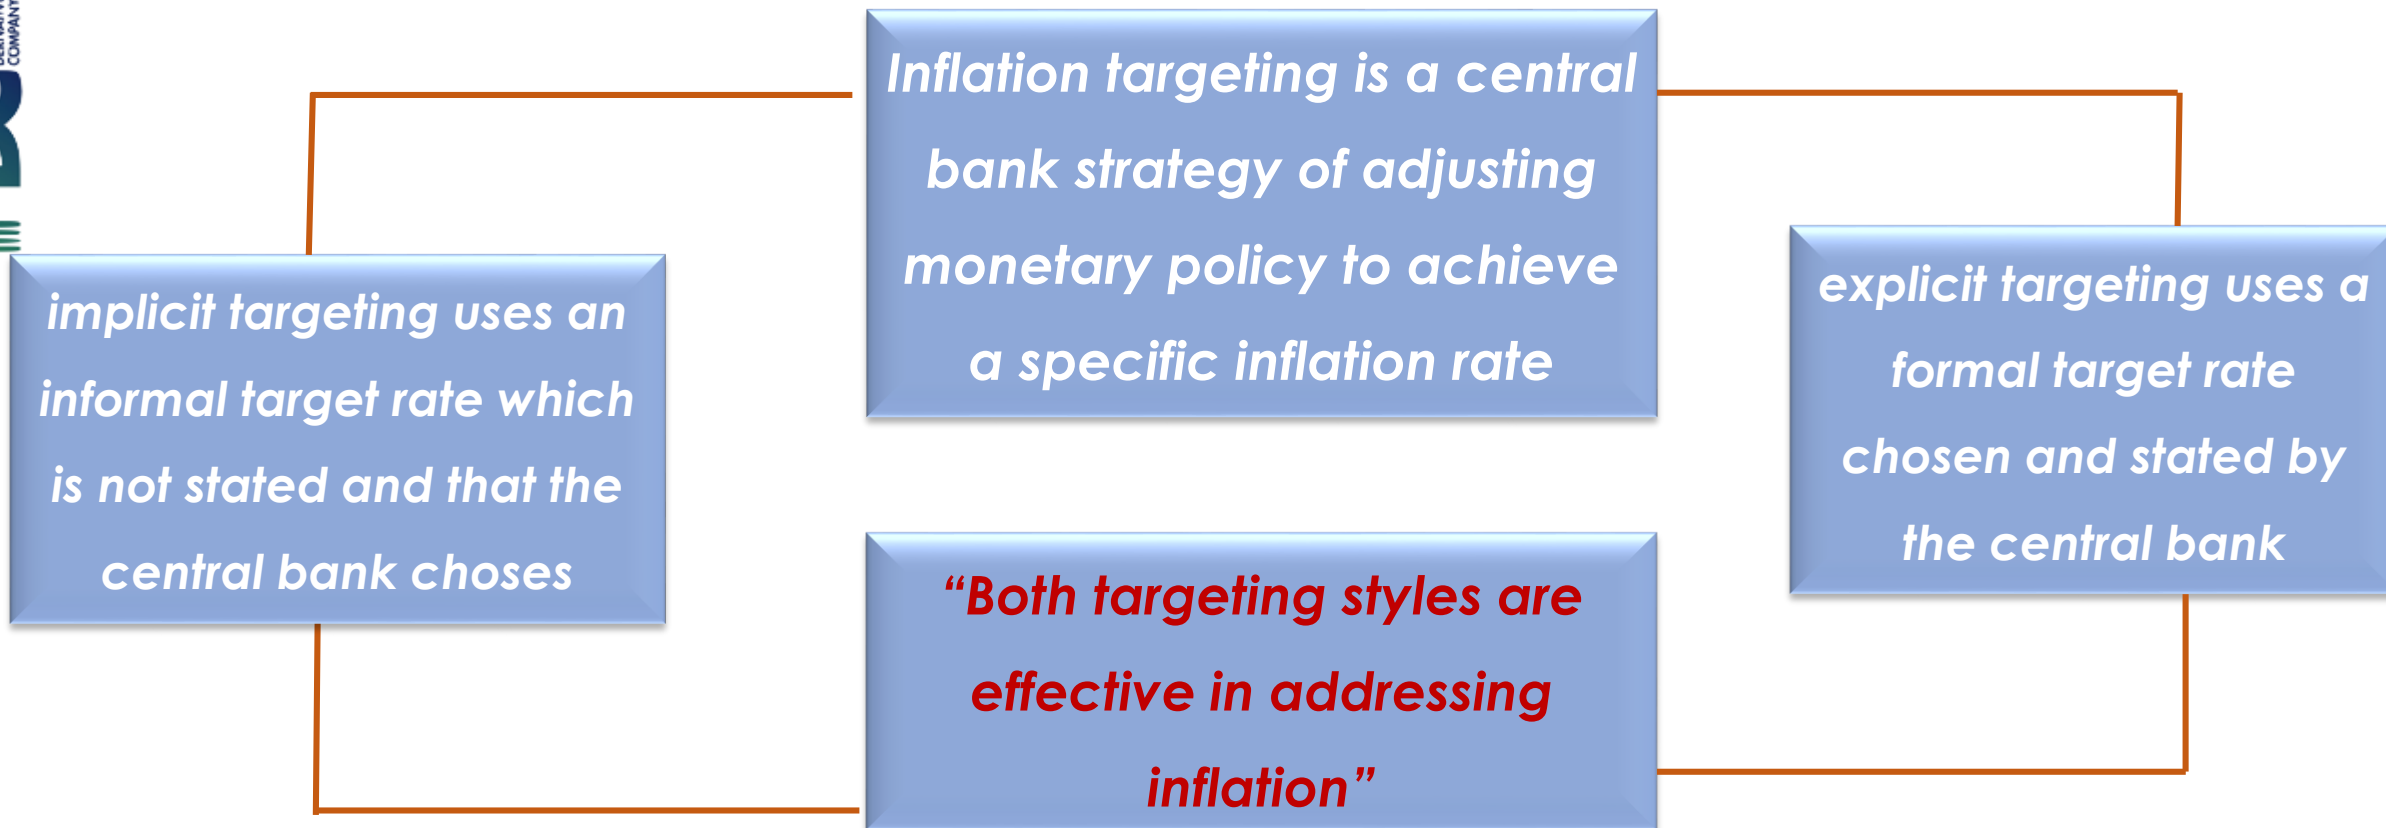 COMPANY
Inflation targeting is a central
bank strategy of adjusting
monetary policy to achieve
a specific inflation rate
implicit targeting uses an
informal target rate which
is not stated and that the
central bank choses
explicit targeting uses a
formal target rate
chosen and stated by
the central bank
“Both targeting styles are
effective in addressing
inflation”